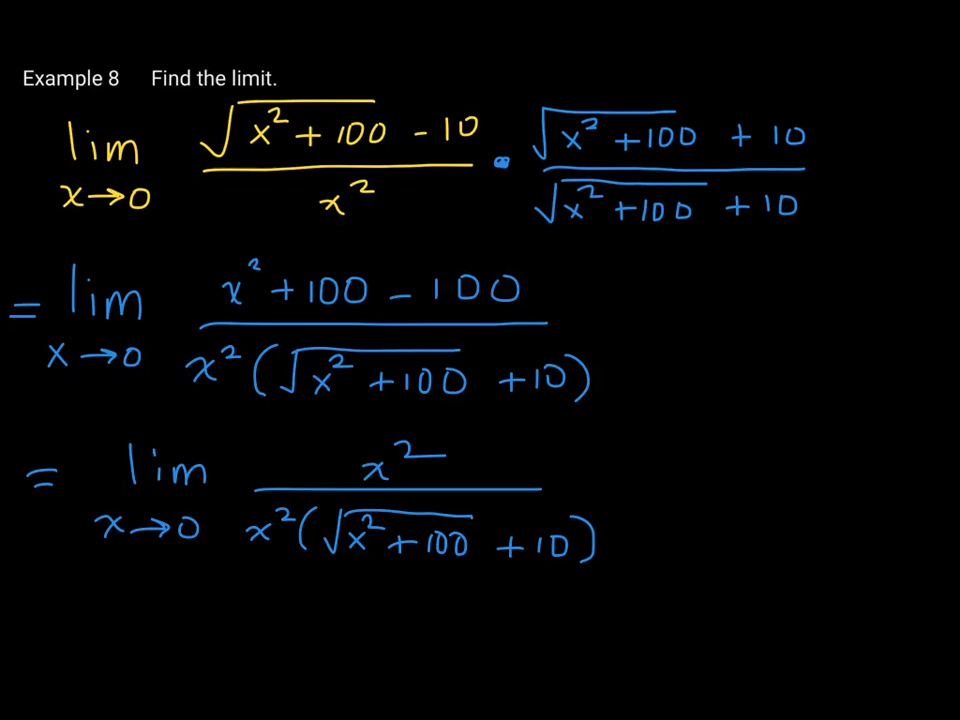 Example 8 Find the limit.
lim x→0 (√(x² + 100) - 10)/(x²) · (√(x² + 100) + 10)/(√(x² + 100) + 10)
= lim x→0 (x² + 100 - 100)/(x² (√(x² + 100) + 10))
= lim x→0 (x²)/(x² (√(x² + 100) + 10))